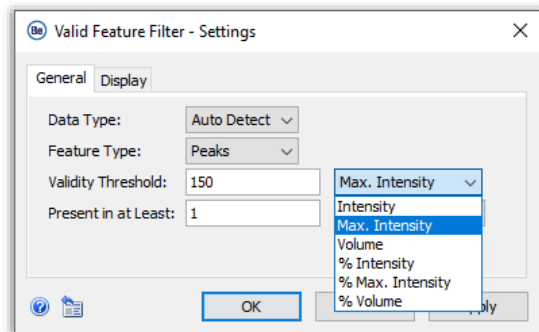 Valid Feature Filter - Settings
General Display
Data Type: Auto Detect
Feature Type: Peaks
Validity Threshold: 150 Max. Intensity
Present in at Least: 1
Intensity
Max. Intensity
Volume
% Intensity
% Max. Intensity
% Volume
OK